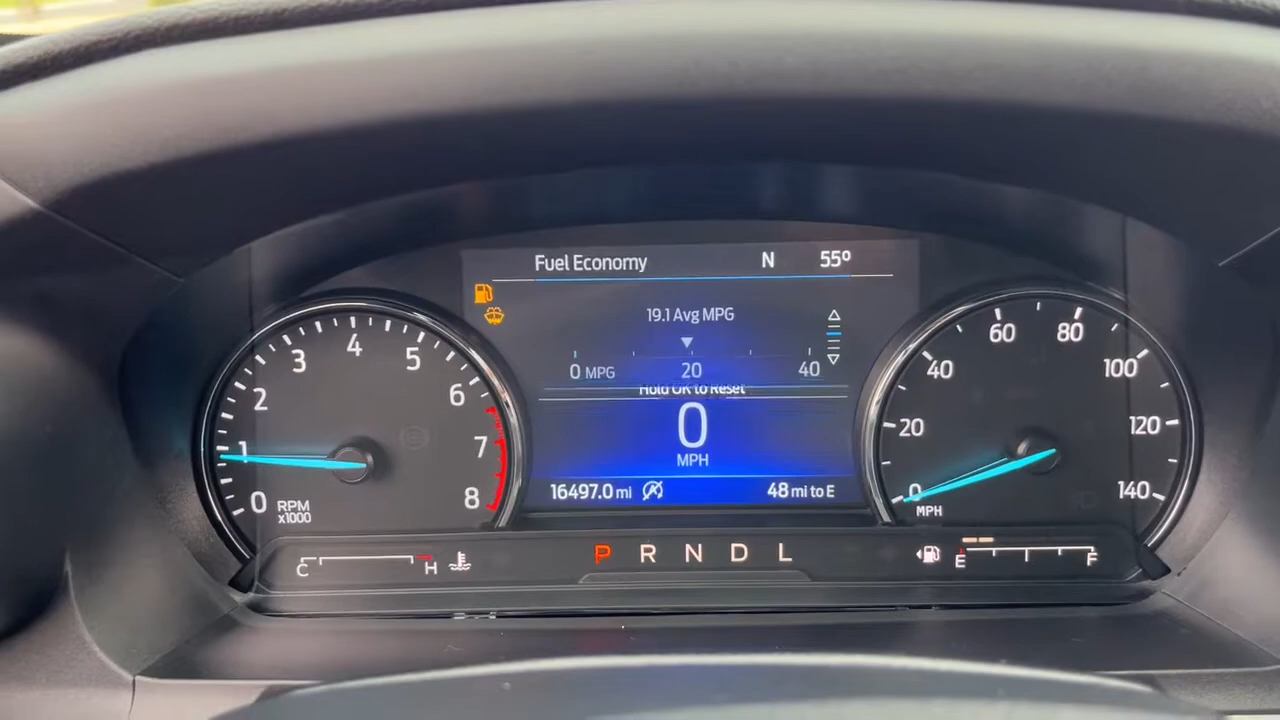 Fuel Economy N 55°
19.1 Avg MPG
0 MPG 20 40
Hold OK to Reset
0
MPH
16497.0 mi 48 mi to E
0 1 2 3 4 5 6 7 8
RPM
x1000
0 20 40 60 80 100 120 140
MPH
C H
P R N D L
E F